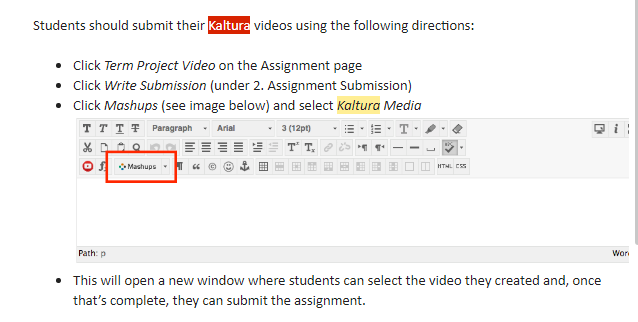 Students should submit their Kaltura videos using the following directions:
Click Term Project Video on the Assignment page
Click Write Submission (under 2. Assignment Submission)
Click Mashups (see image below) and select Kaltura Media
T T T T Paragraph Arial 3 (12pt) T
T T
Mashups ¶ HTML CSS
Path: p
This will open a new window where students can select the video they created and, once
that's complete, they can submit the assignment.